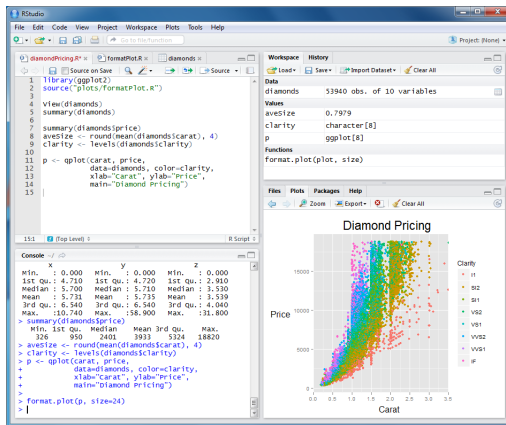 RStudio
File Edit Code View Project Workspace Plots Tools Help
Go to file/function
Project: (None)
diamondPricing.R* formatPlot.R diamonds
Source on Save Run Source
1 library(ggplot2)
2 source("plots/formatPlot.R")
3
4 view(diamonds)
5 summary(diamonds)
6
7 summary(diamonds$price)
8 aveSize <- round(mean(diamonds$carat), 4)
9 clarity <- levels(diamonds$clarity)
10
11 p <- qplot(carat, price,
12 data=diamonds, color=clarity,
13 xlab="Carat", ylab="Price",
14 main="Diamond Pricing")
15
15:1 (Top Level) R Script
Console ~/
x y z
Min. : 0.000 Min. : 0.000 Min. : 0.000
1st Qu.: 4.710 1st Qu.: 4.720 1st Qu.: 2.910
Median : 5.700 Median : 5.710 Median : 3.530
Mean : 5.731 Mean : 5.735 Mean : 3.539
3rd Qu.: 6.540 3rd Qu.: 6.540 3rd Qu.: 4.040
Max. :10.740 Max. :58.900 Max. :31.800
> summary(diamonds$price)
Min. 1st Qu. Median Mean 3rd Qu. Max.
326 950 2401 3933 5324 18820
> aveSize <- round(mean(diamonds$carat), 4)
> clarity <- levels(diamonds$clarity)
> p <- qplot(carat, price,
+ data=diamonds, color=clarity,
+ xlab="Carat", ylab="Price",
+ main="Diamond Pricing")
>
> format.plot(p, size=24)
>
Workspace History
Load Save Import Dataset Clear All
Data
diamonds 53940 obs. of 10 variables
Values
aveSize 0.7979
clarity character[8]
p ggplot[8]
Functions
format.plot(plot, size)
Files Plots Packages Help
Zoom Export Clear All
Diamond Pricing
Price
15000
10000
5000
0
0.0 0.5 1.0 1.5 2.0 2.5 3.0 3.5
Carat
Clarity
I1
SI2
SI1
VS2
VS1
VVS2
VVS1
IF